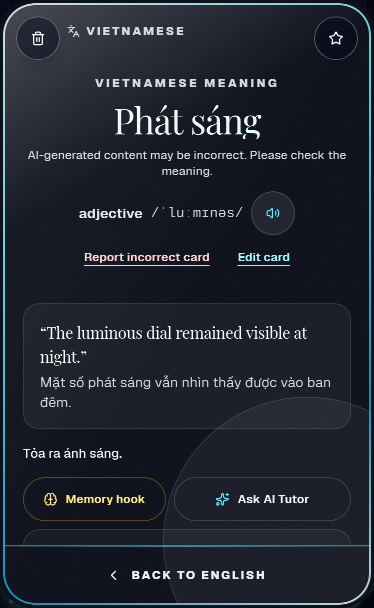 VIETNAMESE
VIETNAMESE MEANING
Phát sáng
AI-generated content may be incorrect. Please check the
meaning.
adjective /ˈluːmɪnəs/
Report incorrect card Edit card
“The luminous dial remained visible at
night.”
Mặt số phát sáng vẫn nhìn thấy được vào ban
đêm.
Tỏa ra ánh sáng.
Memory hook Ask AI Tutor
BACK TO ENGLISH